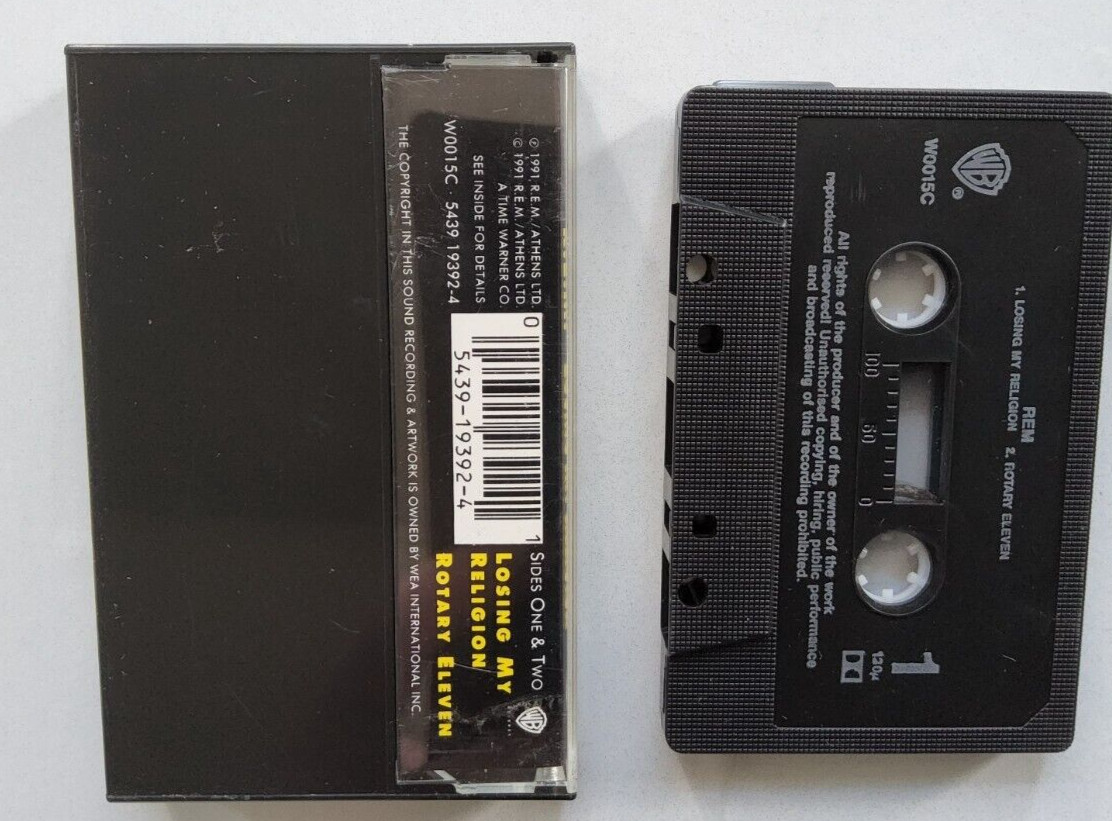 ℗ 1991 R.E.M./ATHENS LTD.
© 1991 R.E.M./ATHENS LTD.
A TIME WARNER CO.
SEE INSIDE FOR DETAILS
W0015C · 5439 19392-4
0
5439-19392-4
1
SIDES ONE & TWO
LOSING MY
RELIGION
ROTARY ELEVEN
WB
THE COPYRIGHT IN THIS SOUND RECORDING & ARTWORK IS OWNED BY WEA INTERNATIONAL INC.
WB®
W0015C
REM
1. LOSING MY RELIGION 2. ROTARY ELEVEN
100 50 0
1
120µ
All rights of the producer and of the owner of the work
reproduced reserved! Unauthorised copying, hiring, public performance
and broadcasting of this recording prohibited.